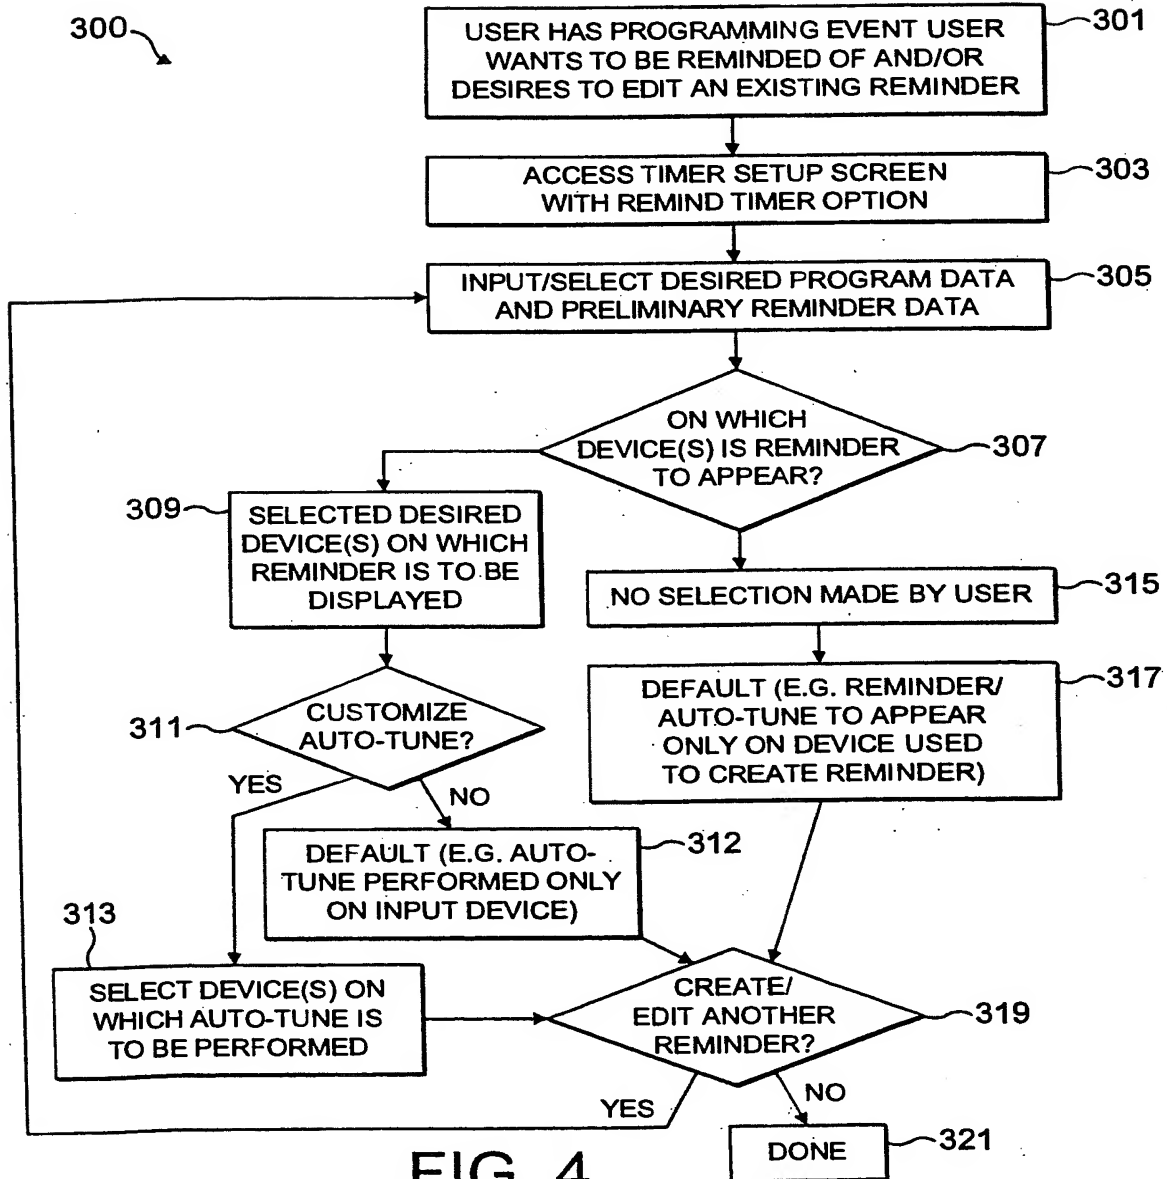 300
USER HAS PROGRAMMING EVENT USER
WANTS TO BE REMINDED OF AND/OR
DESIRES TO EDIT AN EXISTING REMINDER
301
ACCESS TIMER SETUP SCREEN
WITH REMIND TIMER OPTION
303
INPUT/SELECT DESIRED PROGRAM DATA
AND PRELIMINARY REMINDER DATA
305
ON WHICH
DEVICE(S) IS REMINDER
TO APPEAR?
307
309
SELECTED DESIRED
DEVICE(S) ON WHICH
REMINDER IS TO BE
DISPLAYED
NO SELECTION MADE BY USER
315
311
CUSTOMIZE
AUTO-TUNE?
YES
NO
DEFAULT (E.G. REMINDER/
AUTO-TUNE TO APPEAR
ONLY ON DEVICE USED
TO CREATE REMINDER)
317
DEFAULT (E.G. AUTO-
TUNE PERFORMED ONLY
ON INPUT DEVICE)
312
313
SELECT DEVICE(S) ON
WHICH AUTO-TUNE IS
TO BE PERFORMED
CREATE/
EDIT ANOTHER
REMINDER?
319
YES
NO
DONE
321
FIG. 4